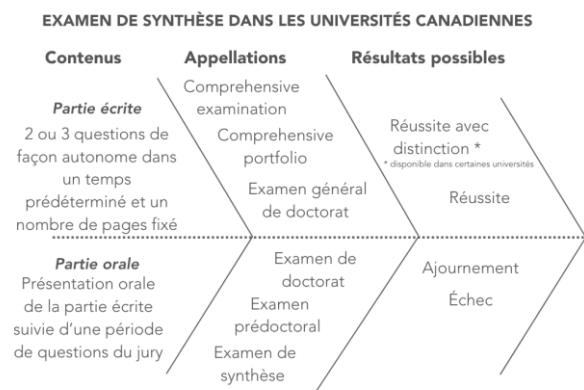 EXAMEN DE SYNTHÈSE DANS LES UNIVERSITÉS CANADIENNES
Contenus
Partie écrite
2 ou 3 questions de
façon autonome dans
un temps
prédéterminé et un
nombre de pages fixé
Partie orale
Présentation orale
de la partie écrite
suivie d'une période
de questions du jury
Appellations
Comprehensive
examination
Comprehensive
portfolio
Examen général
de doctorat
Examen de
doctorat
Examen
prédoctoral
Examen de
synthèse
Résultats possibles
Réussite avec
distinction *
* disponible dans certaines universités
Réussite
Ajournement
Échec